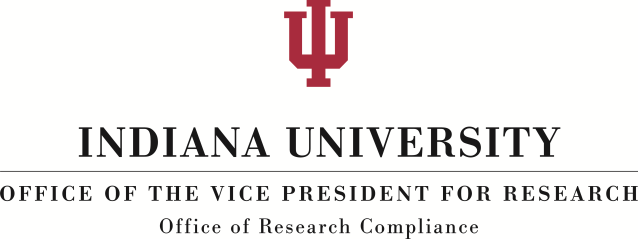 INDIANA UNIVERSITY
OFFICE OF THE VICE PRESIDENT FOR RESEARCH
Office of Research Compliance